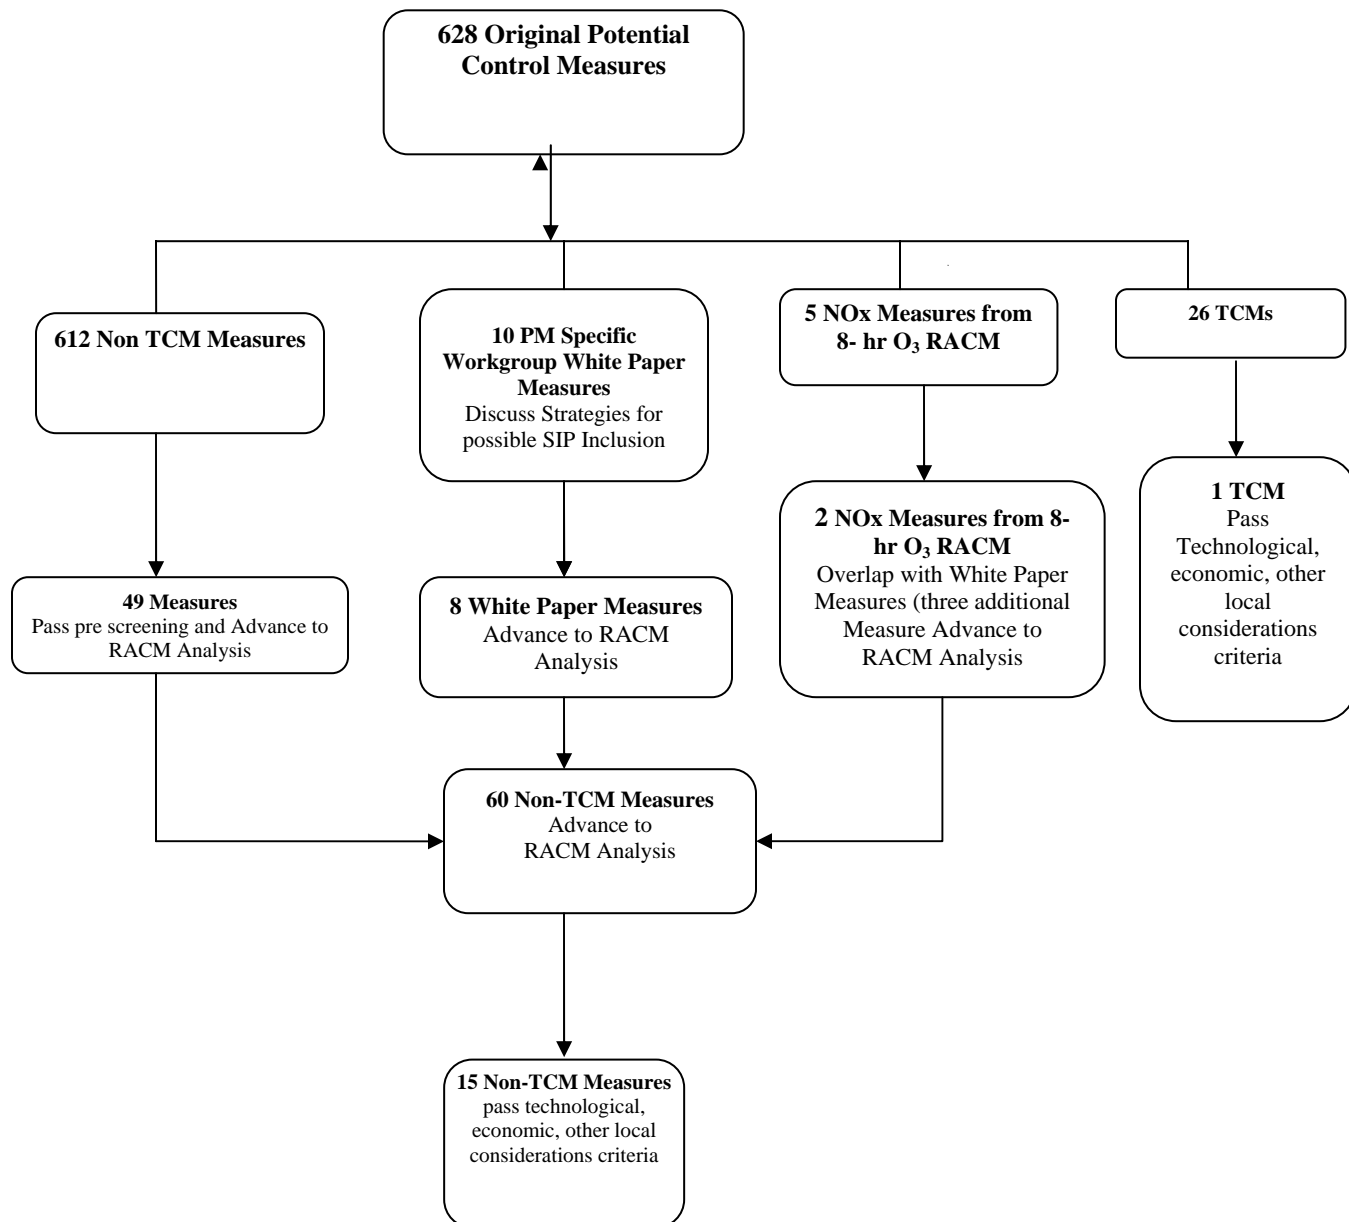 628 Original Potential
Control Measures
612 Non TCM Measures
10 PM Specific
Workgroup White Paper
Measures
Discuss Strategies for
possible SIP Inclusion
5 NOx Measures from
8- hr O₃ RACM
26 TCMs
49 Measures
Pass pre screening and Advance to
RACM Analysis
8 White Paper Measures
Advance to RACM
Analysis
2 NOx Measures from 8-
hr O₃ RACM
Overlap with White Paper
Measures (three additional
Measure Advance to
RACM Analysis
1 TCM
Pass
Technological,
economic, other
local
considerations
criteria
60 Non-TCM Measures
Advance to
RACM Analysis
15 Non-TCM Measures
pass technological,
economic, other local
considerations criteria